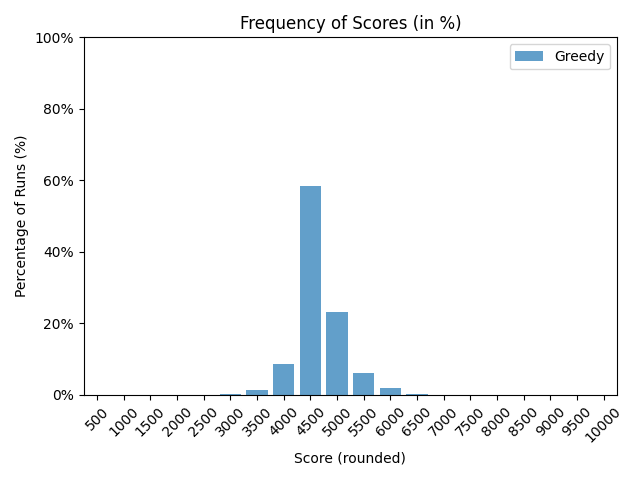 Frequency of Scores (in %)
Greedy
Percentage of Runs (%)
100%
80%
60%
40%
20%
0%
500 1000 1500 2000 2500 3000 3500 4000 4500 5000 5500 6000 6500 7000 7500 8000 8500 9000 9500 10000
Score (rounded)